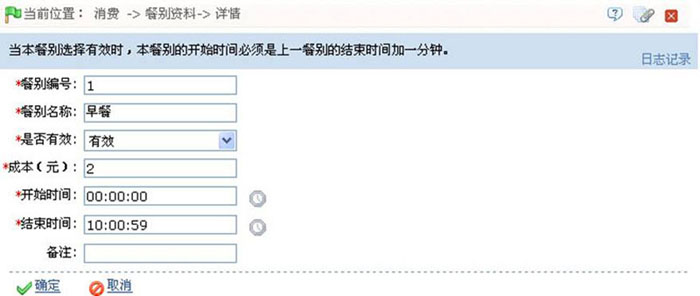 当前位置： 消费 -> 餐别资料-> 详情
当本餐别选择有效时，本餐别的开始时间必须是上一餐别的结束时间加一分钟。
日志记录
*餐别编号： 1
*餐别名称： 早餐
*是否有效： 有效
*成本（元）： 2
*开始时间： 00:00:00
*结束时间： 10:00:59
备注：
确定 取消